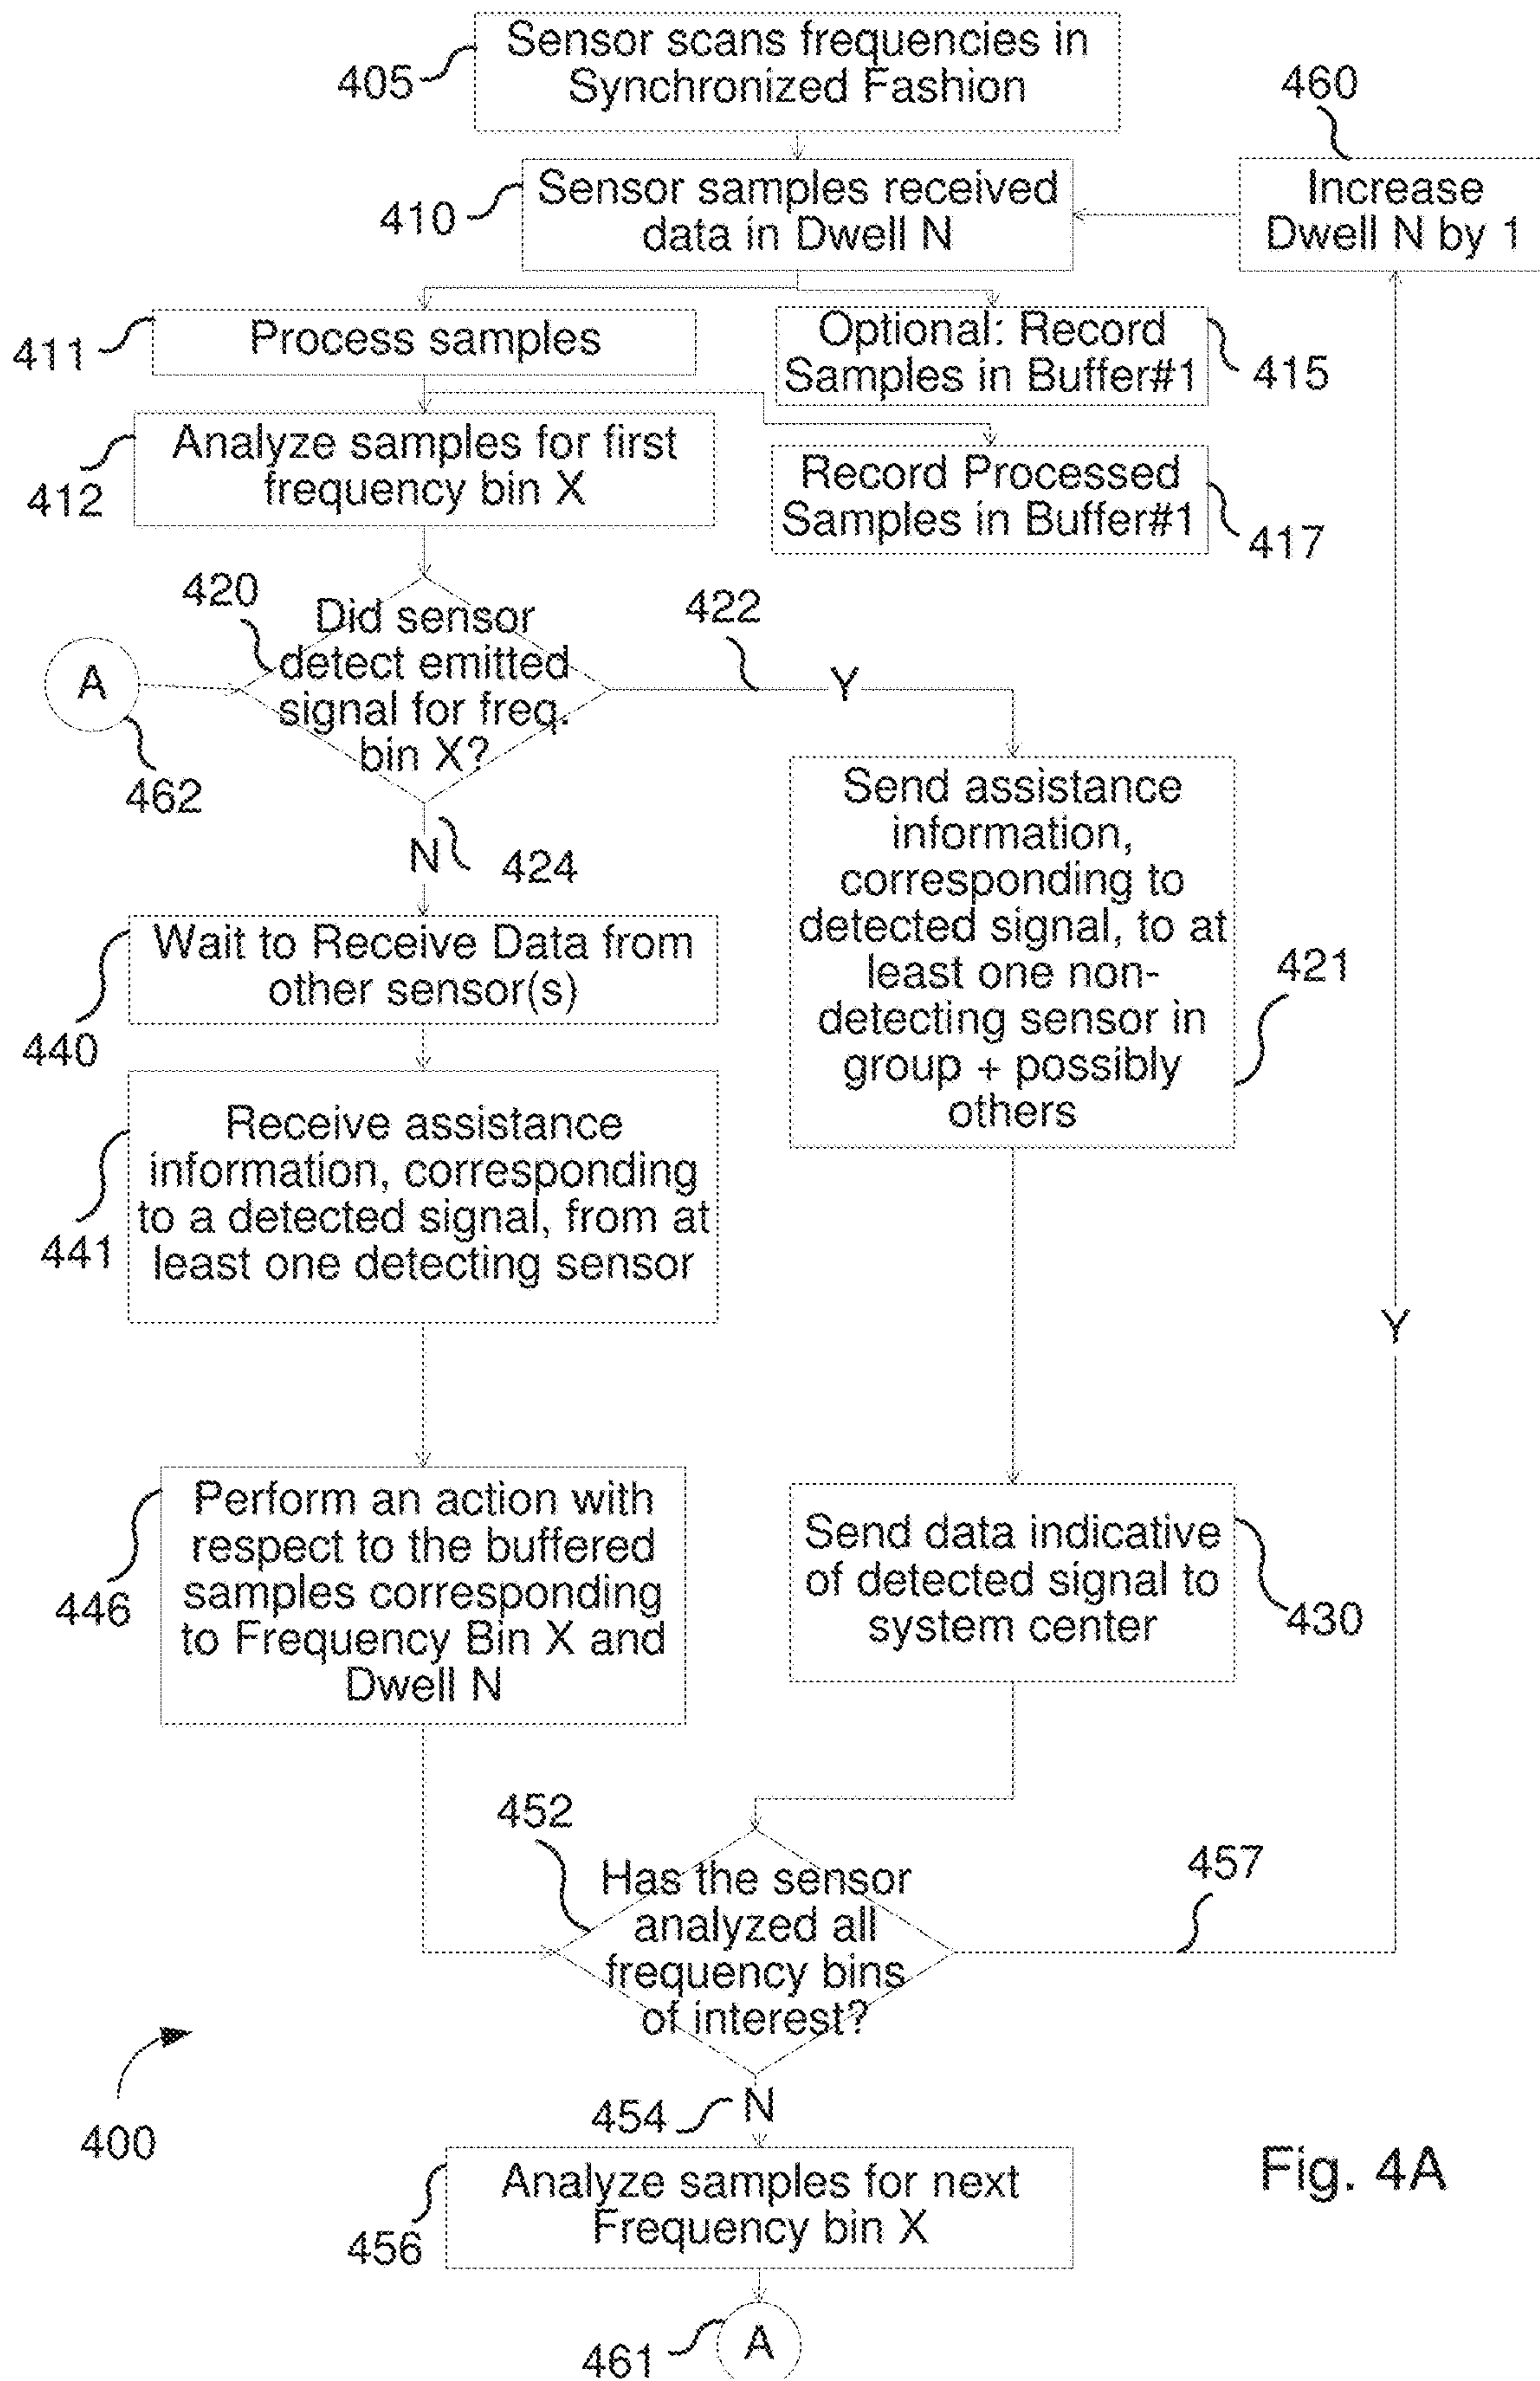 Sensor scans frequencies in
Synchronized Fashion
405
460
Sensor samples received
data in Dwell N
410
Increase
Dwell N by 1
Process samples
411
Optional: Record
Samples in Buffer#1
415
Analyze samples for first
frequency bin X
412
Record Processed
Samples in Buffer#1
417
420
Did sensor
detect emitted
signal for freq.
bin X?
422
Y
A
462
N
424
Send assistance
information,
corresponding to
detected signal, to at
least one non-
detecting sensor in
group + possibly
others
421
Wait to Receive Data from
other sensor(s)
440
Receive assistance
information, corresponding
to a detected signal, from at
least one detecting sensor
441
Y
Perform an action with
respect to the buffered
samples corresponding
to Frequency Bin X and
Dwell N
446
Send data indicative
of detected signal to
system center
430
452
Has the sensor
analyzed all
frequency bins
of interest?
457
400
454
N
Analyze samples for next
Frequency bin X
456
Fig. 4A
461
A